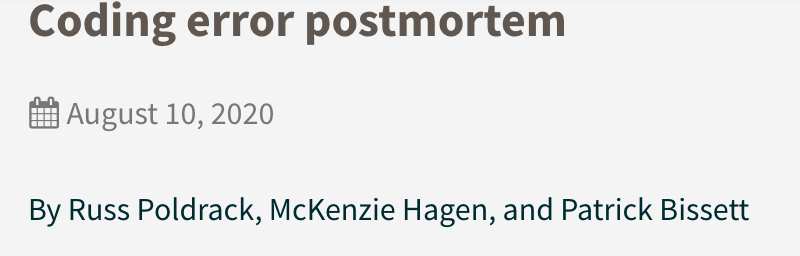 Coding error postmortem
August 10, 2020
By Russ Poldrack, McKenzie Hagen, and Patrick Bissett